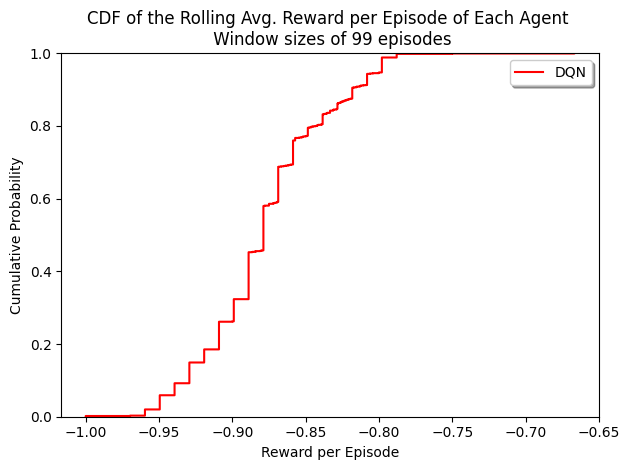 CDF of the Rolling Avg. Reward per Episode of Each Agent
Window sizes of 99 episodes
DQN
Cumulative Probability
1.0
0.8
0.6
0.4
0.2
0.0
−1.00 −0.95 −0.90 −0.85 −0.80 −0.75 −0.70 −0.65
Reward per Episode